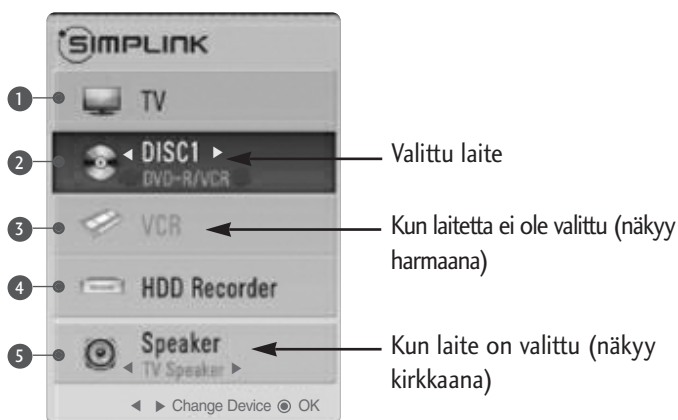 SIMPLINK
1 TV
2 ◀ DISC1 ▶
DVD-R/VCR
Valittu laite
3 VCR
Kun laitetta ei ole valittu (näkyy
harmaana)
4 HDD Recorder
5 Speaker
◀ TV Speaker ▶
Kun laite on valittu (näkyy
kirkkaana)
◀ ▶ Change Device ◉ OK